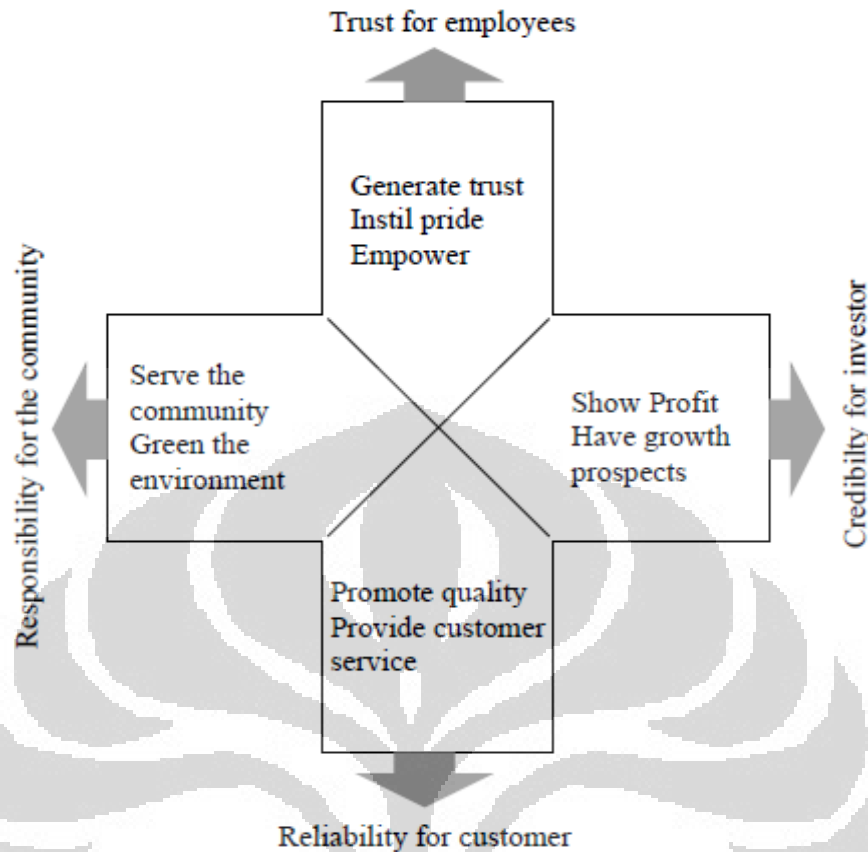 Trust for employees
Generate trust
Instil pride
Empower
Responsibility for the community
Serve the
community
Green the
environment
Show Profit
Have growth
prospects
Credibilty for investor
Promote quality
Provide customer
service
Reliability for customer